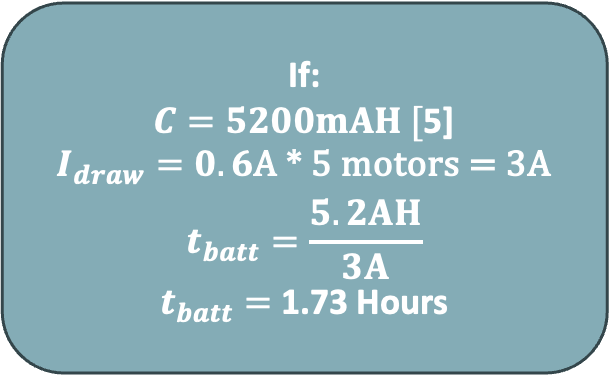 If:
C = 5200mAH [5]
I_draw = 0.6A * 5 motors = 3A
t_batt = 5.2AH / 3A
t_batt = 1.73 Hours